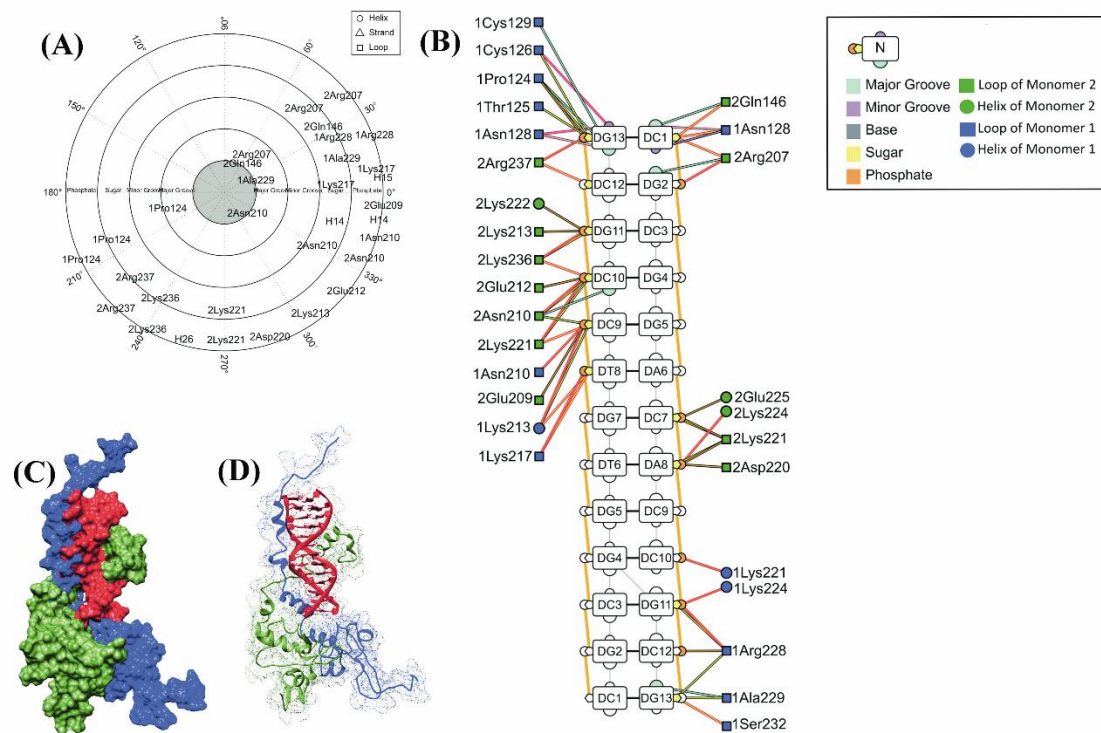 (A)
Helix
Strand
Loop
90°
60°
30°
0°
330°
300°
270°
240°
210°
180°
150°
120°
Phosphate
Sugar
Minor Groove
Major Groove
Major Groove
Minor Groove
Sugar
Phosphate
2Arg207
2Arg207
2Gln146
1Arg228
1Arg228
2Arg207
2Gln146
1Ala229
1Ala229
1Lys217
1Lys217
H15
2Glu209
H14
H14
2Asn210
1Asn210
2Asn210
2Asn210
2Glu212
2Lys213
2Asp220
2Lys221
2Lys221
H26
2Lys236
2Lys236
2Arg237
2Arg237
1Pro124
1Pro124
1Pro124
(B)
1Cys129
1Cys126
1Pro124
1Thr125
1Asn128
2Arg237
2Lys222
2Lys213
2Lys236
2Glu212
2Asn210
2Lys221
1Asn210
2Glu209
1Lys213
1Lys217
DG13 DC1
DC12 DG2
DG11 DC3
DC10 DG4
DC9 DG5
DT8 DA6
DG7 DC7
DT6 DA8
DG5 DC9
DG4 DC10
DC3 DG11
DG2 DC12
DC1 DG13
2Gln146
1Asn128
2Arg207
2Glu225
2Lys224
2Lys221
2Asp220
1Lys221
1Lys224
1Arg228
1Ala229
1Ser232
N
Major Groove
Minor Groove
Base
Sugar
Phosphate
Loop of Monomer 2
Helix of Monomer 2
Loop of Monomer 1
Helix of Monomer 1
(C)
(D)